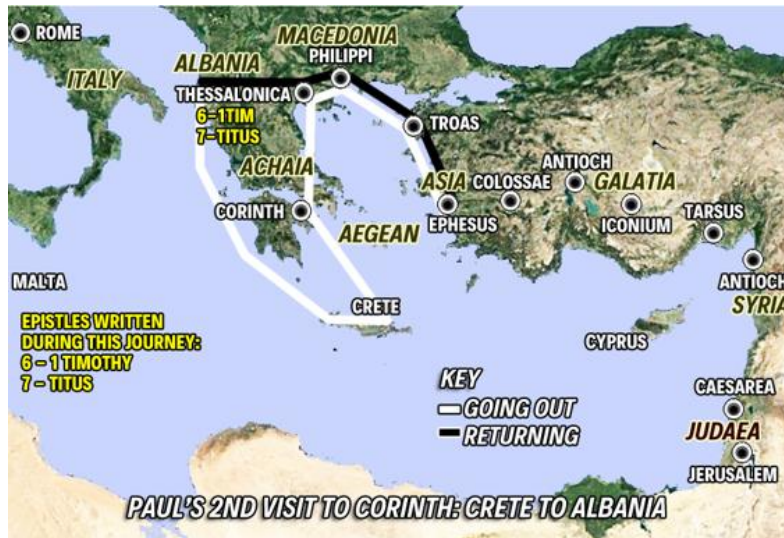 ROME
ITALY
ALBANIA
MACEDONIA
PHILIPPI
THESSALONICA
6-1TIM
7-TITUS
TROAS
ACHAIA
CORINTH
AEGEAN
ASIA
EPHESUS
COLOSSAE
ANTIOCH
GALATIA
ICONIUM
TARSUS
ANTIOCH
SYRIA
MALTA
CRETE
CYPRUS
EPISTLES WRITTEN
DURING THIS JOURNEY:
6 – 1 TIMOTHY
7 – TITUS
KEY
GOING OUT
RETURNING
CAESAREA
JUDAEA
JERUSALEM
PAUL'S 2ND VISIT TO CORINTH: CRETE TO ALBANIA